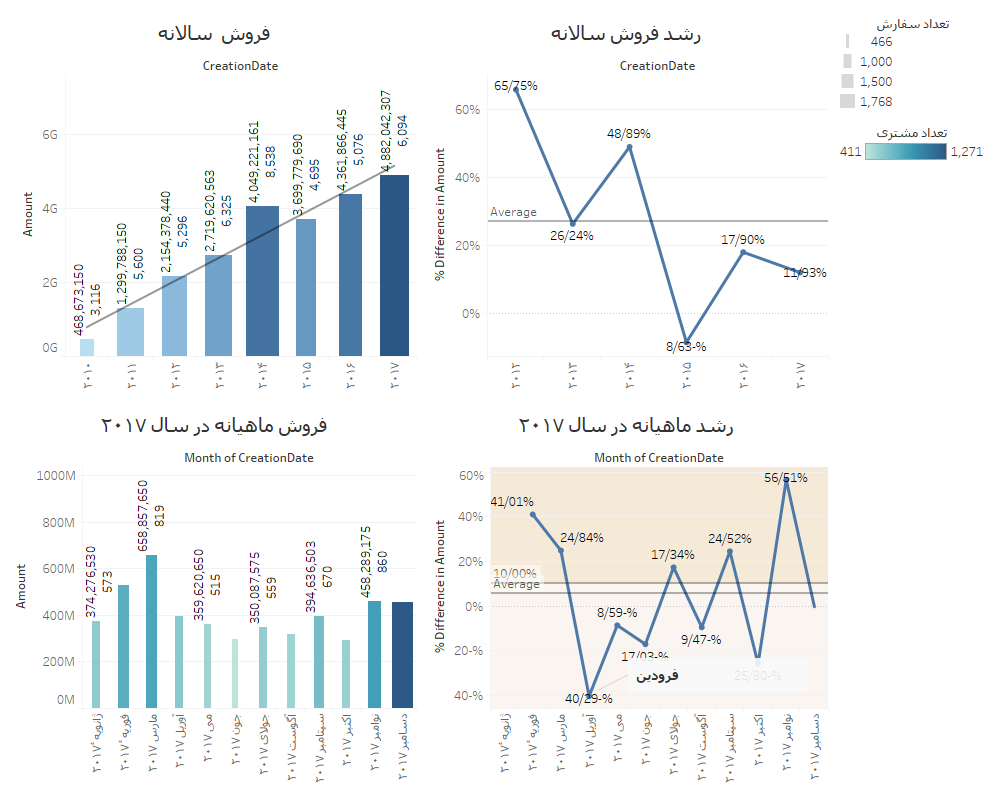 فروش سالانه
CreationDate
Amount
6G
4G
2G
0G
468,673,150
3,116
1,299,788,150
5,600
2,154,378,440
5,296
2,719,620,563
6,325
4,049,221,161
8,538
3,699,779,690
4,695
4,361,866,445
5,076
4,882,042,307
6,094
۲۰۱۰
۲۰۱۱
۲۰۱۲
۲۰۱۳
۲۰۱۴
۲۰۱۵
۲۰۱۶
۲۰۱۷
رشد فروش سالانه
CreationDate
% Difference in Amount
60%
40%
20%
0%
Average
65/75%
26/24%
48/89%
8/63-%
17/90%
11/93%
۲۰۱۲
۲۰۱۳
۲۰۱۴
۲۰۱۵
۲۰۱۶
۲۰۱۷
تعداد سفارش
466
1,000
1,500
1,768
تعداد مشتری
411
1,271
فروش ماهیانه در سال ۲۰۱۷
Month of CreationDate
Amount
1000M
800M
600M
400M
200M
0M
374,276,530
573
658,857,650
819
359,620,650
515
350,087,575
559
394,636,503
670
458,289,175
860
ژانویه ۲۰۱۷
فوریه ۲۰۱۷
مارس ۲۰۱۷
آوریل ۲۰۱۷
می ۲۰۱۷
جون ۲۰۱۷
جولای ۲۰۱۷
آگوست ۲۰۱۷
سپتامبر ۲۰۱۷
اکتبر ۲۰۱۷
نوامبر ۲۰۱۷
دسامبر ۲۰۱۷
رشد ماهیانه در سال ۲۰۱۷
Month of CreationDate
% Difference in Amount
60%
40%
20%
0%
20-%
40-%
10/00%
Average
41/01%
24/84%
40/29-%
8/59-%
17/03-%
17/34%
9/47-%
24/52%
25/80-%
56/51%
فرودین
ژانویه ۲۰۱۷
فوریه ۲۰۱۷
مارس ۲۰۱۷
آوریل ۲۰۱۷
می ۲۰۱۷
جون ۲۰۱۷
جولای ۲۰۱۷
آگوست ۲۰۱۷
سپتامبر ۲۰۱۷
اکتبر ۲۰۱۷
نوامبر ۲۰۱۷
دسامبر ۲۰۱۷